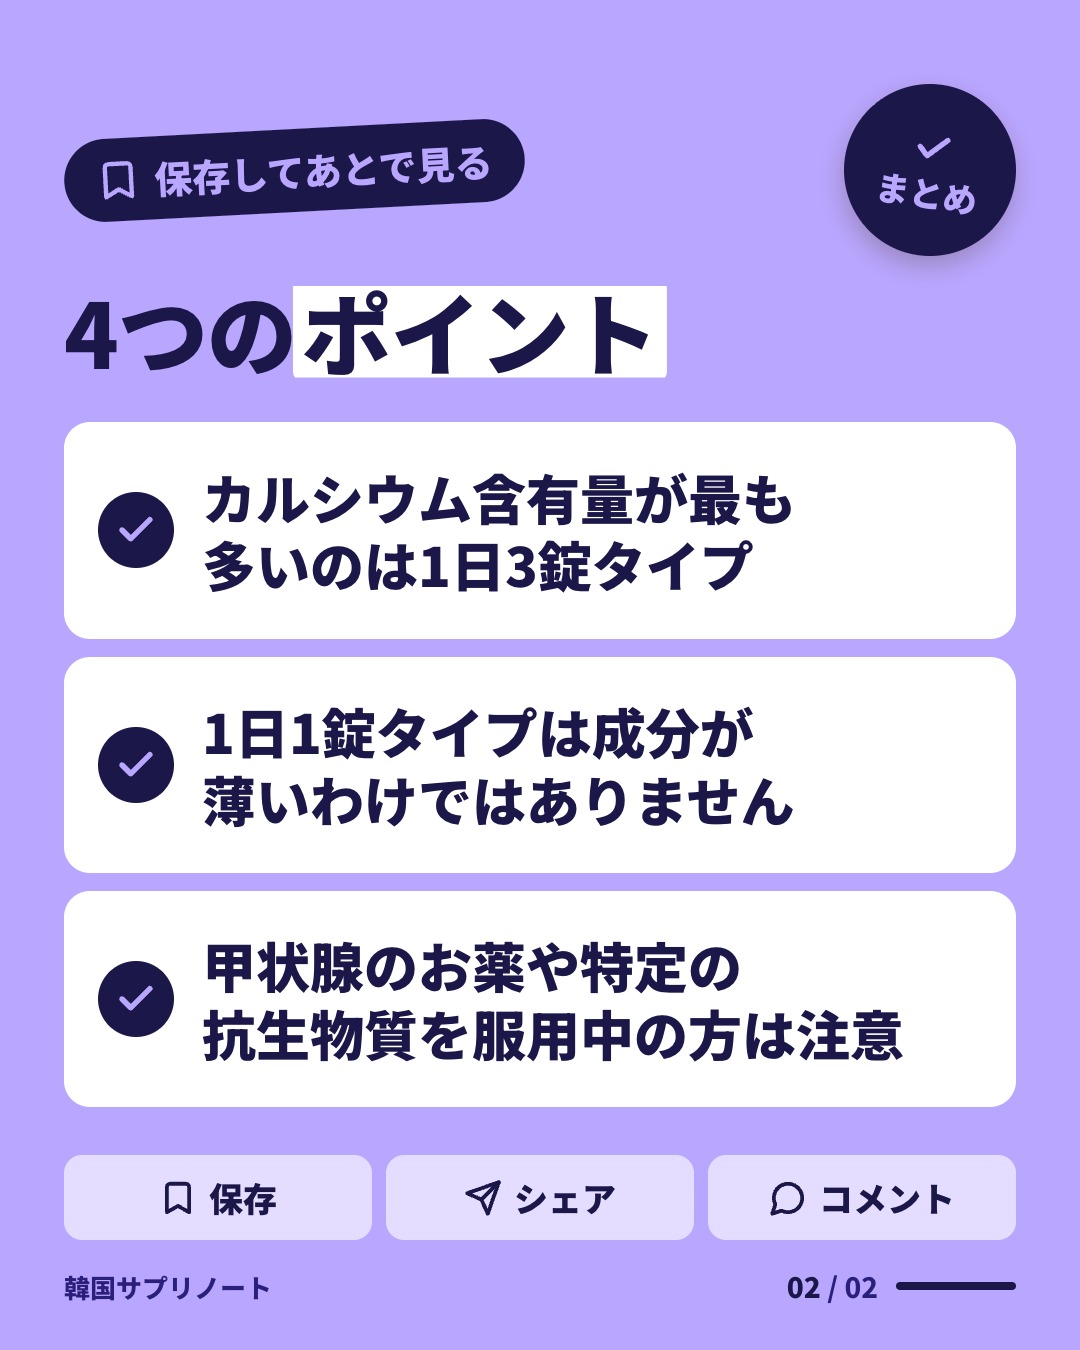 保存してあとで見る
まとめ
4つのポイント
カルシウム含有量が最も
多いのは1日3錠タイプ
1日1錠タイプは成分が
薄いわけではありません
甲状腺のお薬や特定の
抗生物質を服用中の方は注意
保存
シェア
コメント
韓国サプリノート
02 / 02